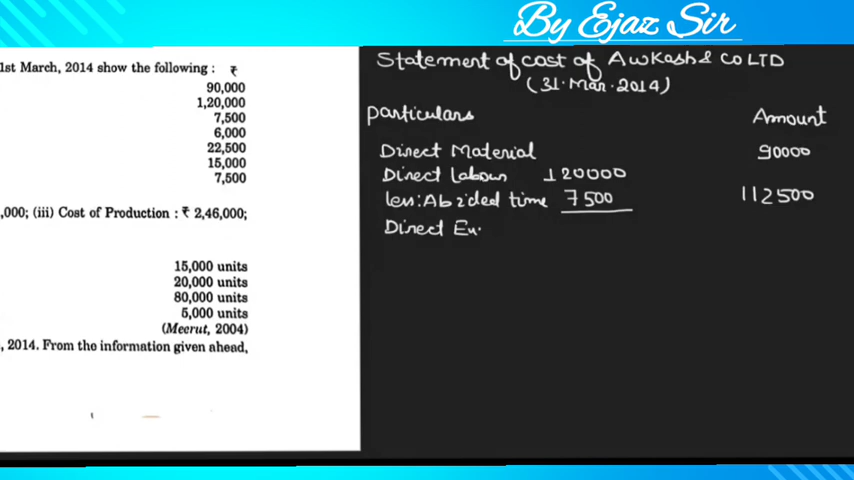 By Ejaz Sir
1st March, 2014 show the following : ₹
90,000
1,20,000
7,500
6,000
22,500
15,000
7,500
,000; (iii) Cost of Production : ₹ 2,46,000;
15,000 units
20,000 units
80,000 units
5,000 units
(Meerut, 2004)
, 2014. From the information given ahead,
Statement of cost of Awkash & Co LTD
(31.Mar.2014)
particulars Amount
Direct Material 90000
Direct labour 120000
less: Abided time 7500 112500
Direct Ex.